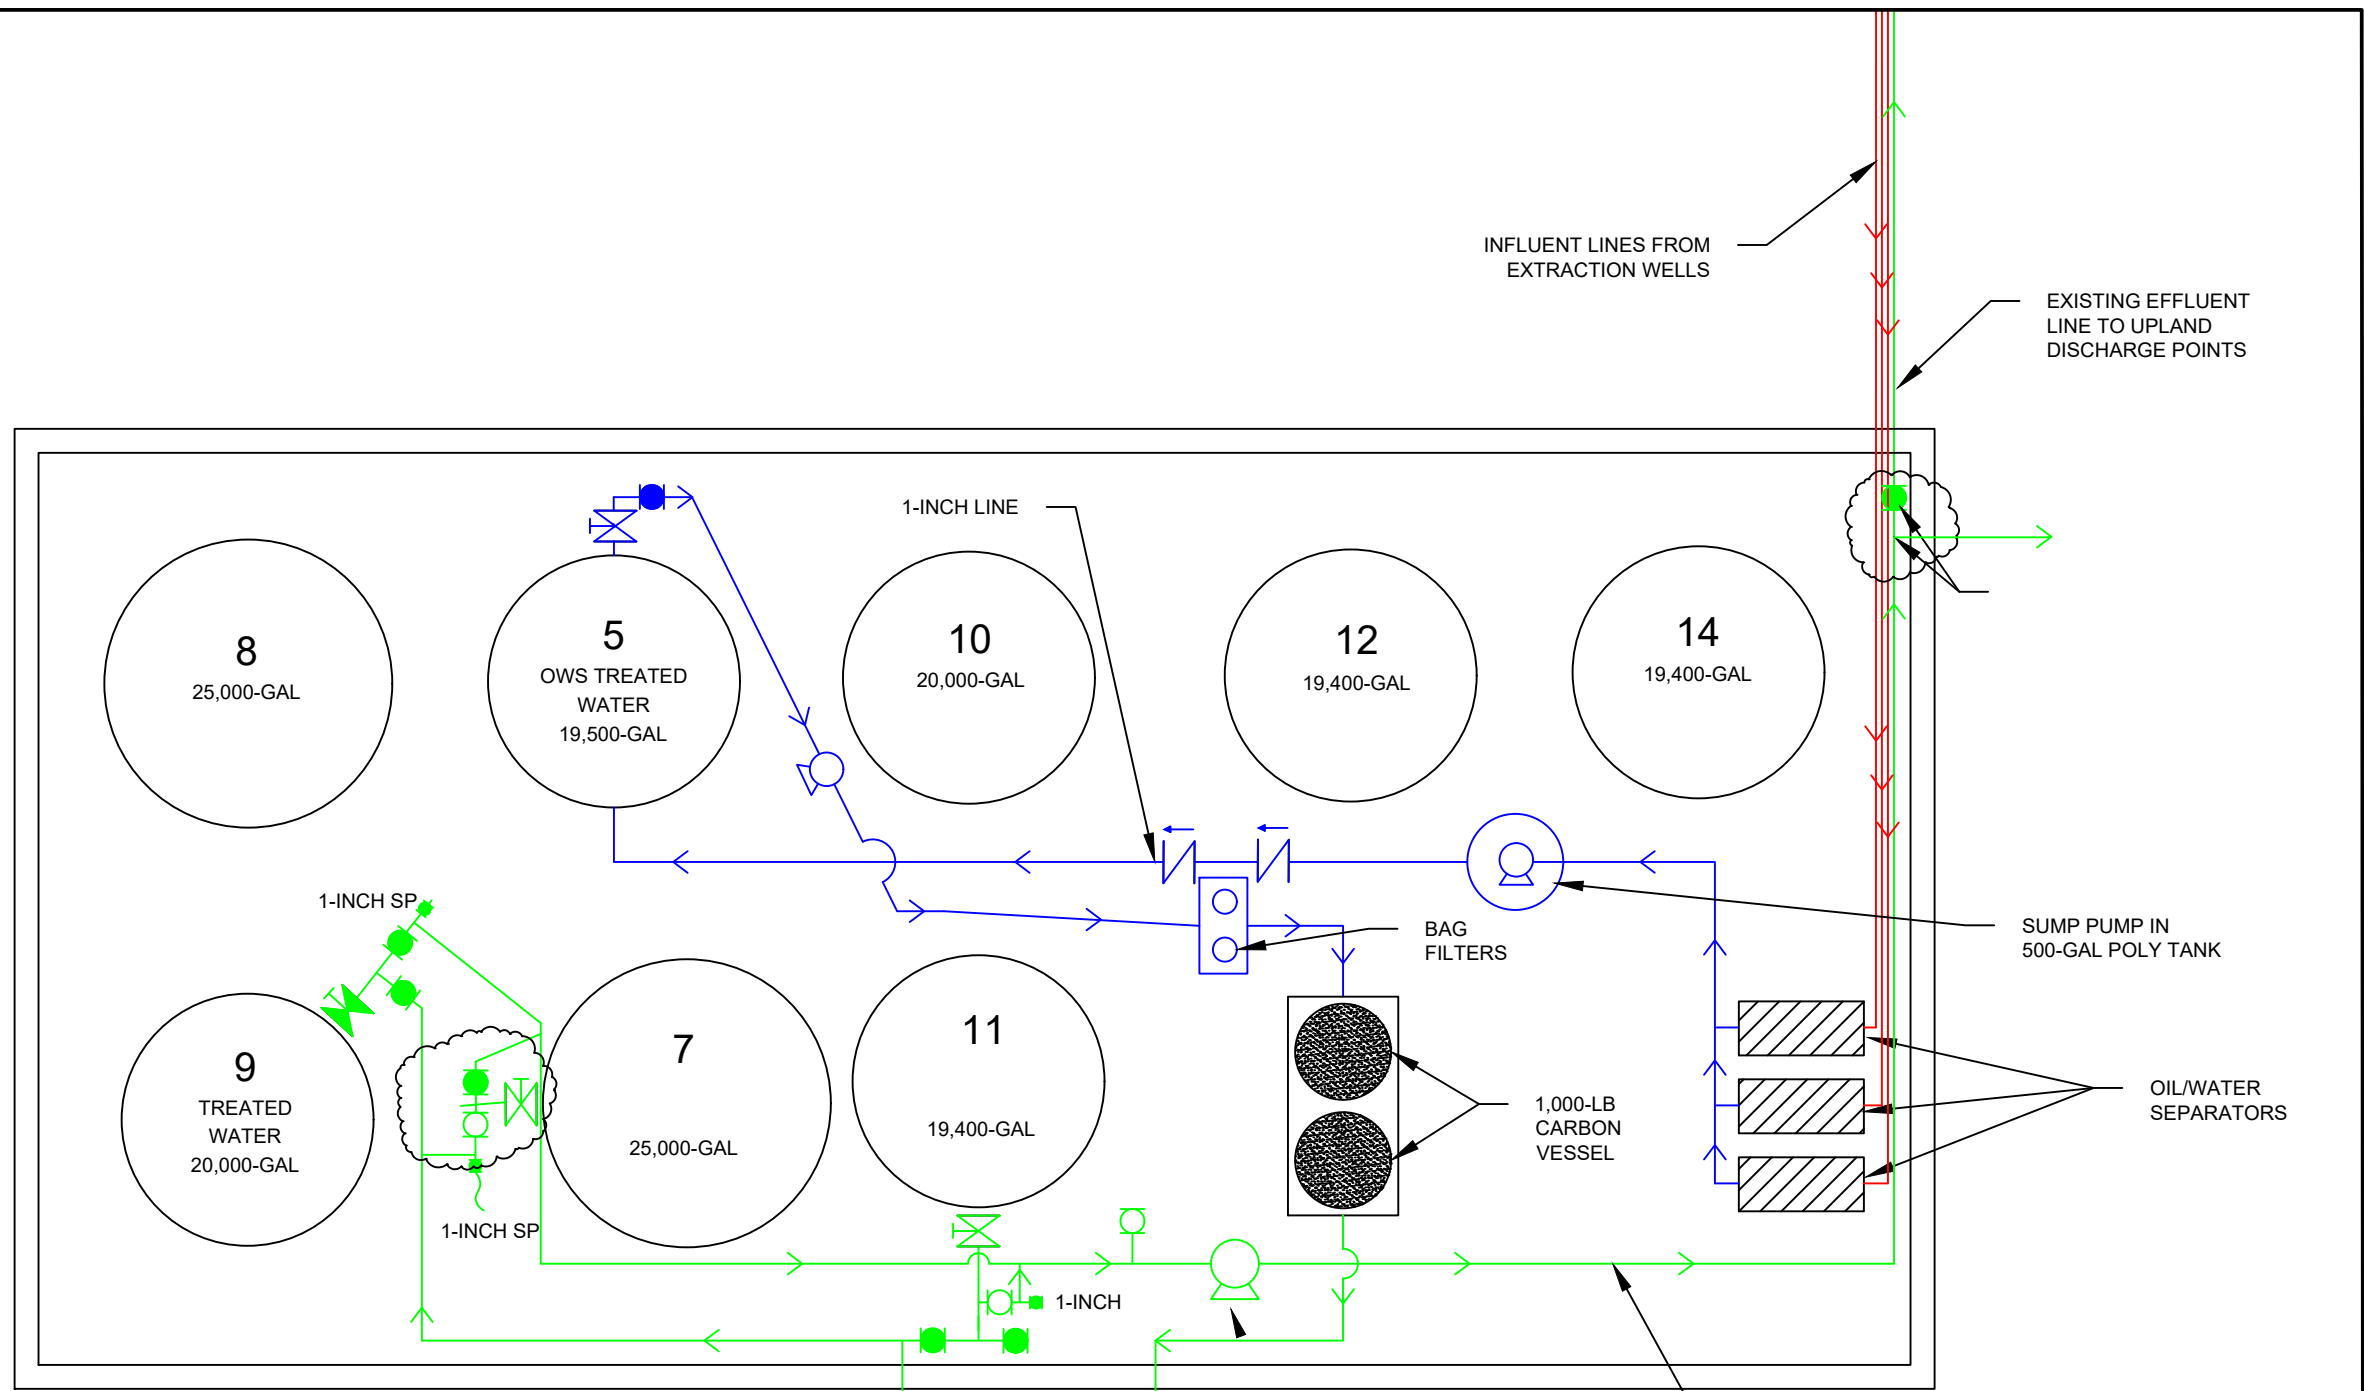 INFLUENT LINES FROM
EXTRACTION WELLS
EXISTING EFFLUENT
LINE TO UPLAND
DISCHARGE POINTS
1-INCH LINE
8
25,000-GAL
5
OWS TREATED
WATER
19,500-GAL
10
20,000-GAL
12
19,400-GAL
14
19,400-GAL
1-INCH SP
BAG
FILTERS
SUMP PUMP IN
500-GAL POLY TANK
9
TREATED
WATER
20,000-GAL
7
25,000-GAL
11
19,400-GAL
1,000-LB
CARBON
VESSEL
OIL/WATER
SEPARATORS
1-INCH SP
1-INCH